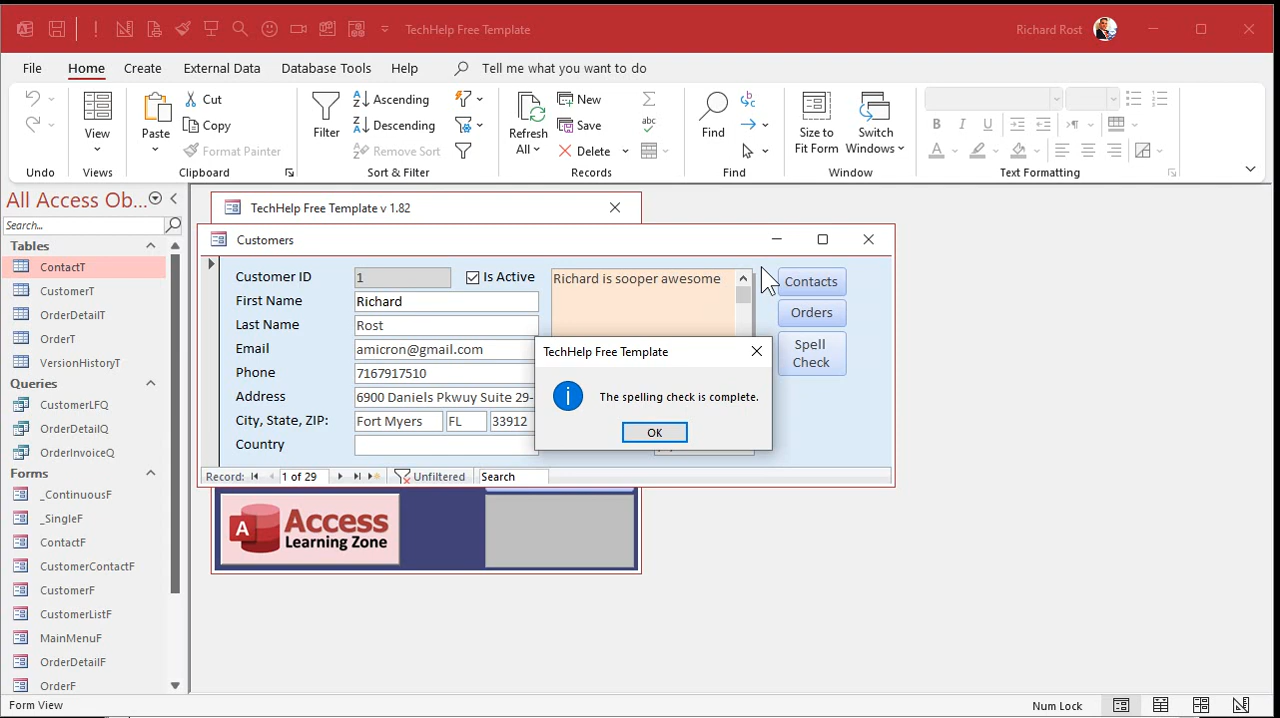 TechHelp Free Template
Richard Rost
File Home Create External Data Database Tools Help Tell me what you want to do
Undo
View
Views
Paste
Cut
Copy
Format Painter
Clipboard
Filter
Ascending
Descending
Remove Sort
Sort & Filter
Refresh
All
New
Save
Delete
Records
abc
Find
Find
Size to
Fit Form
Switch
Windows
Window
B I U
A
Text Formatting
All Access Ob...
Search...
Tables
ContactT
CustomerT
OrderDetailT
OrderT
VersionHistoryT
Queries
CustomerLFQ
OrderDetailQ
OrderInvoiceQ
Forms
_ContinuousF
_SingleF
ContactF
CustomerContactF
CustomerF
CustomerListF
MainMenuF
OrderDetailF
OrderF
TechHelp Free Template v 1.82
Customers
Customer ID 1 Is Active
First Name Richard
Last Name Rost
Email amicron@gmail.com
Phone 7167917510
Address 6900 Daniels Pkwuy Suite 29-
City, State, ZIP: Fort Myers FL 33912
Country
Richard is sooper awesome
Contacts
Orders
Spell
Check
TechHelp Free Template
The spelling check is complete.
OK
Record: 1 of 29 Unfiltered Search
A Access
Learning Zone
Form View
Num Lock